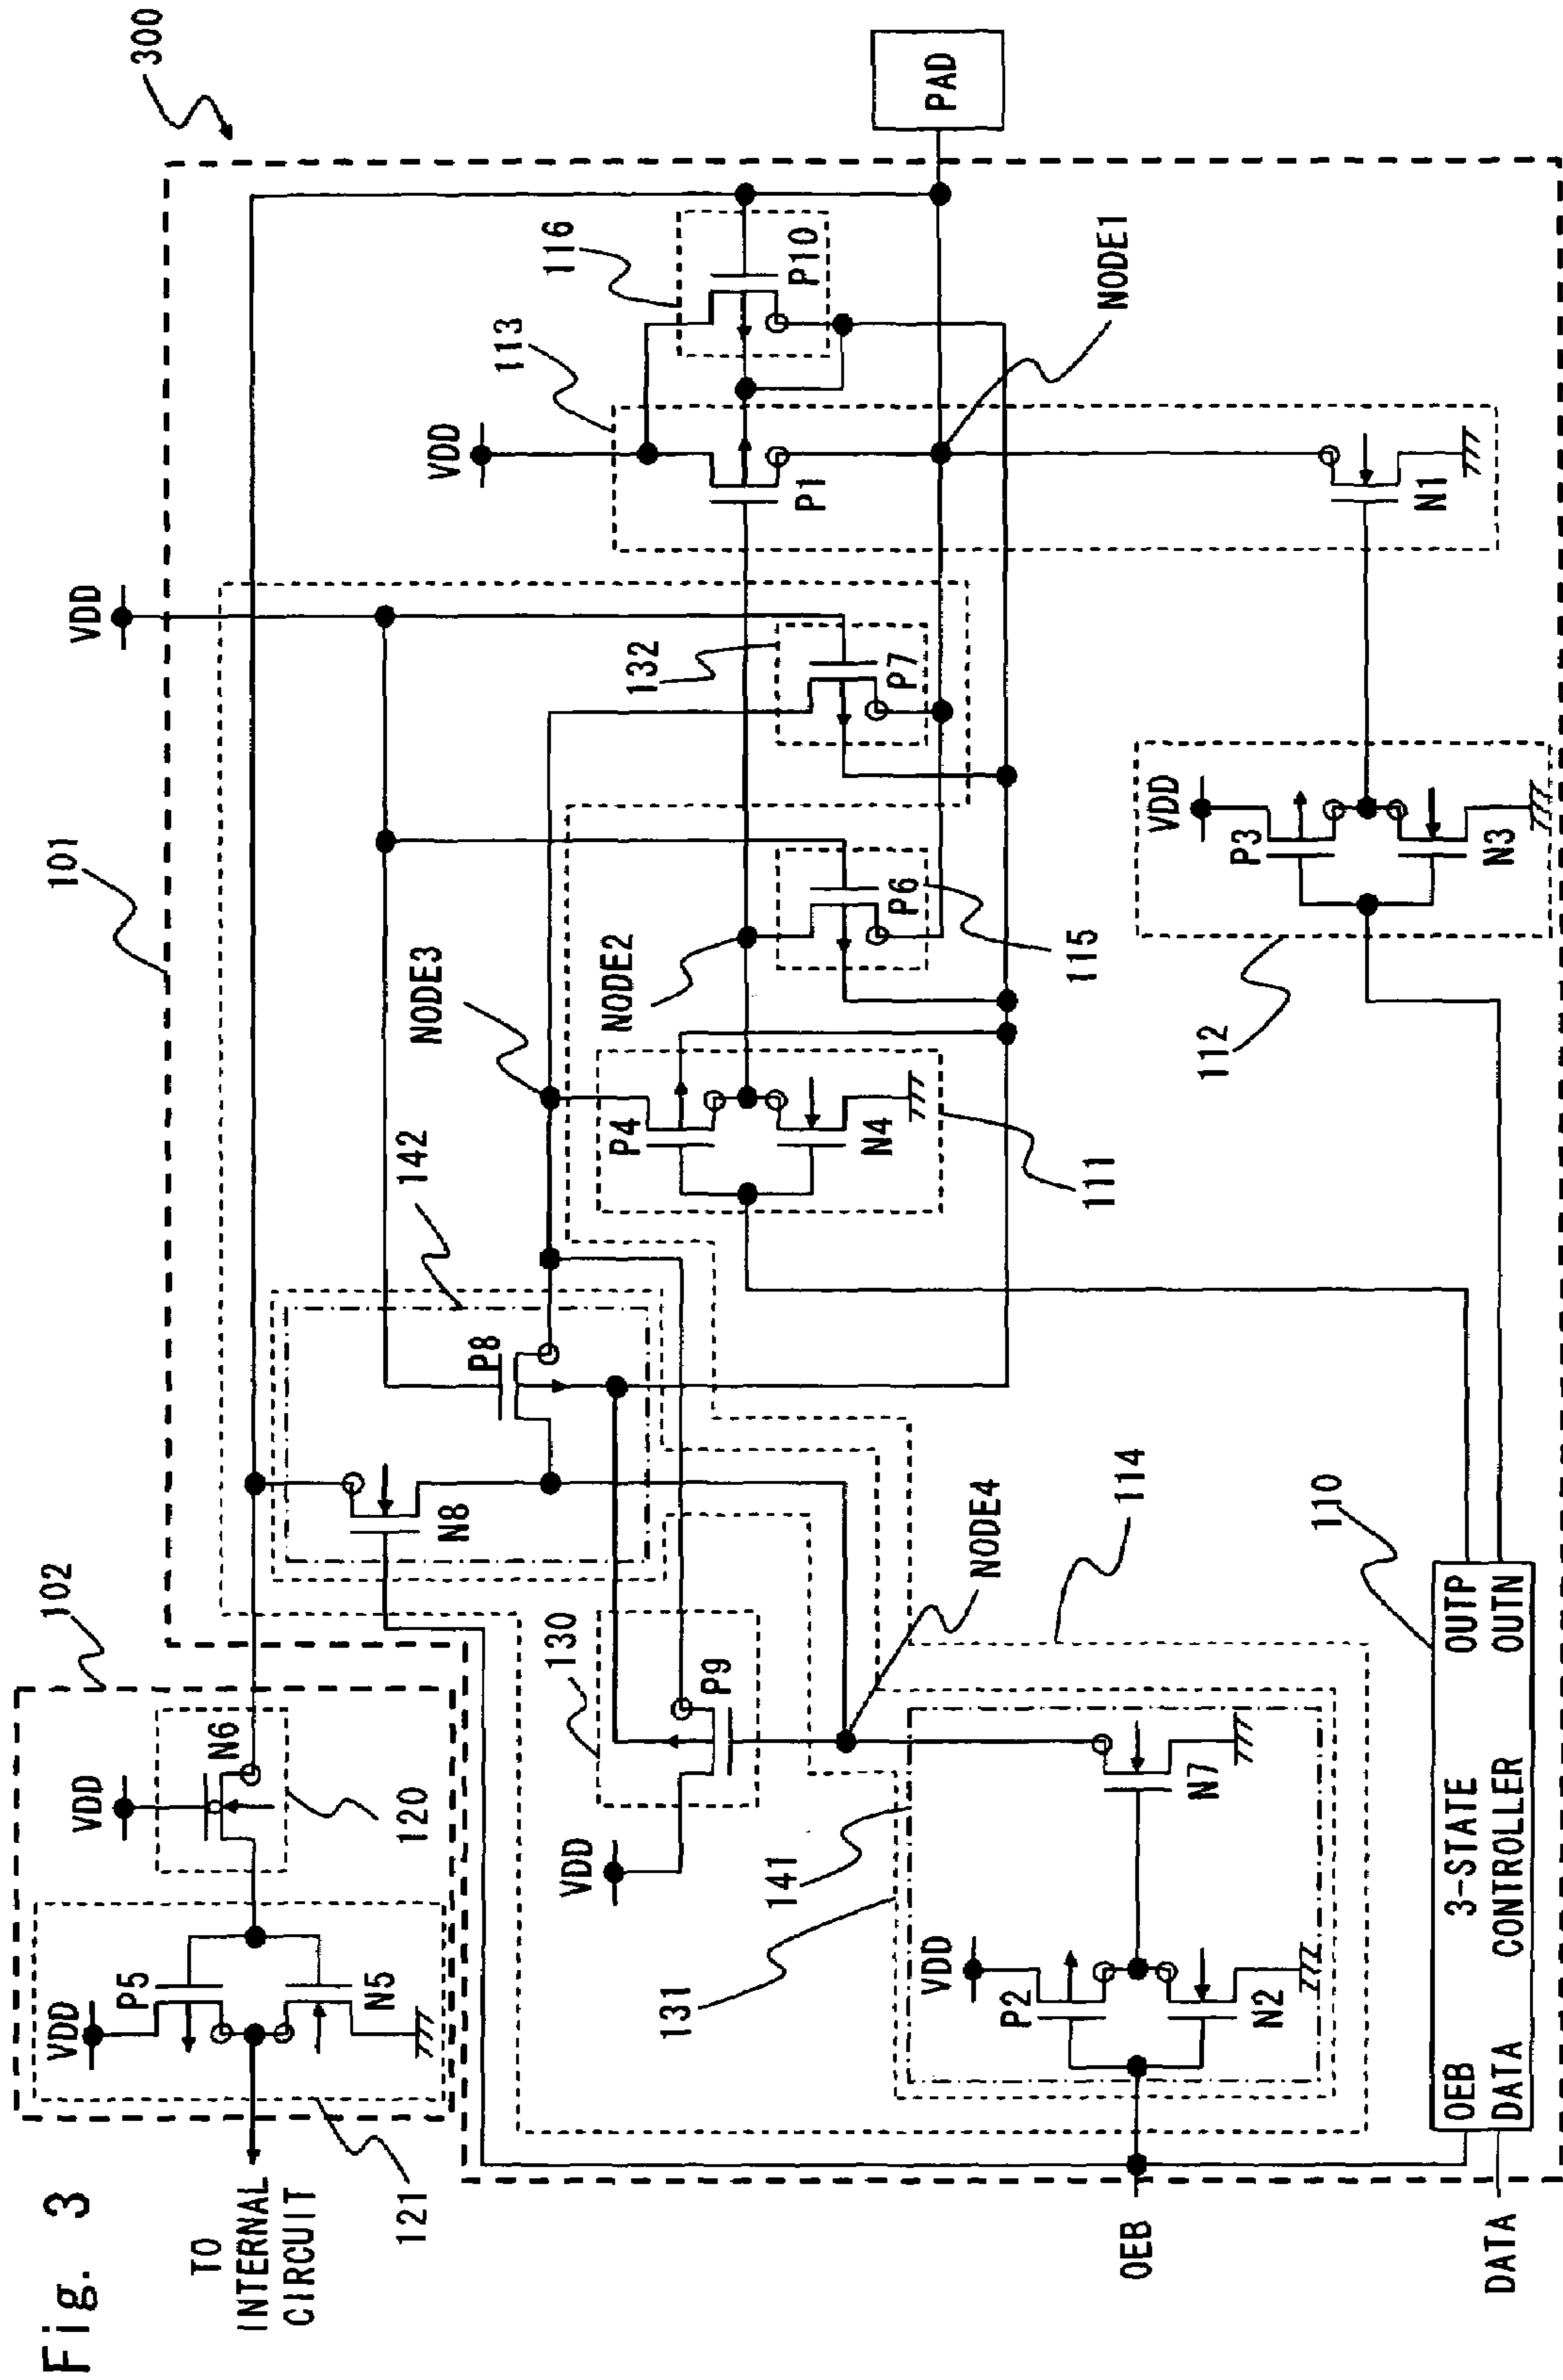 Fig. 3
300
101
102
VDD
VDD
P5
N5
121
TO
INTERNAL
CIRCUIT
VDD
N6
120
N8
P8
142
NODE3
NODE2
130
P9
VDD
NODE4
114
131
141
VDD
P2
N2
N7
P4
N4
111
P6
115
P7
132
VDD
113
P1
116
P10
NODE1
PAD
N1
VDD
P3
N3
112
110
OEB
DATA
OEB
DATA
3-STATE
CONTROLLER
OUTP
OUTN